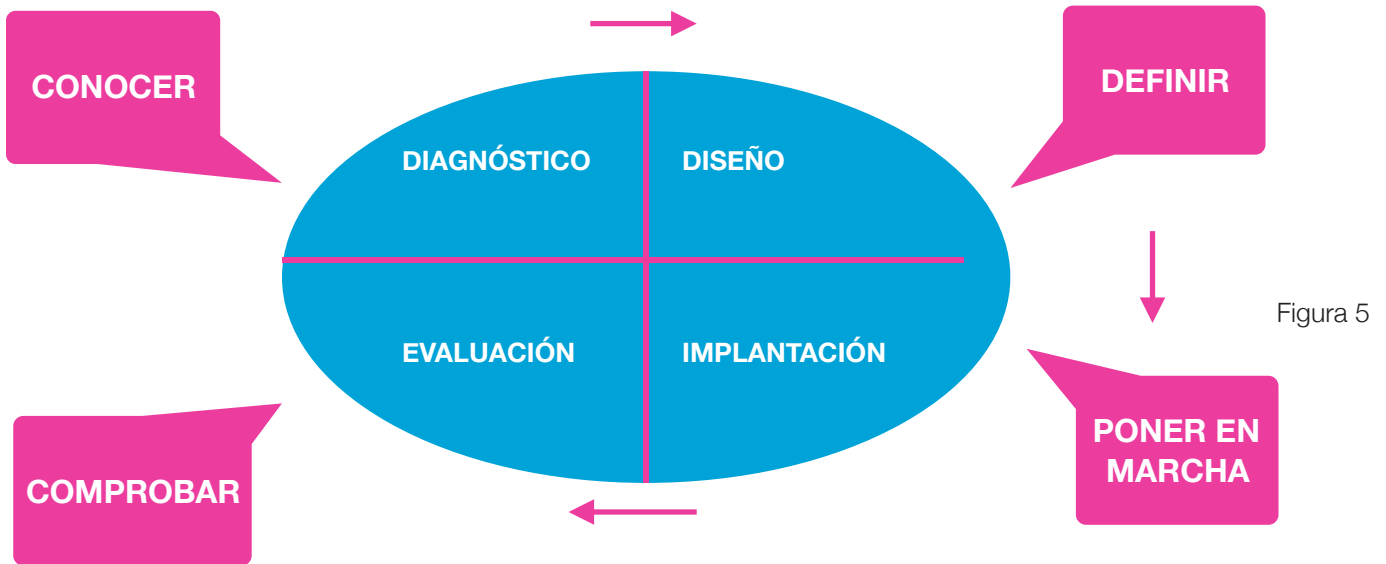 CONOCER
DEFINIR
DIAGNÓSTICO
DISEÑO
Figura 5
EVALUACIÓN
IMPLANTACIÓN
COMPROBAR
PONER EN
MARCHA